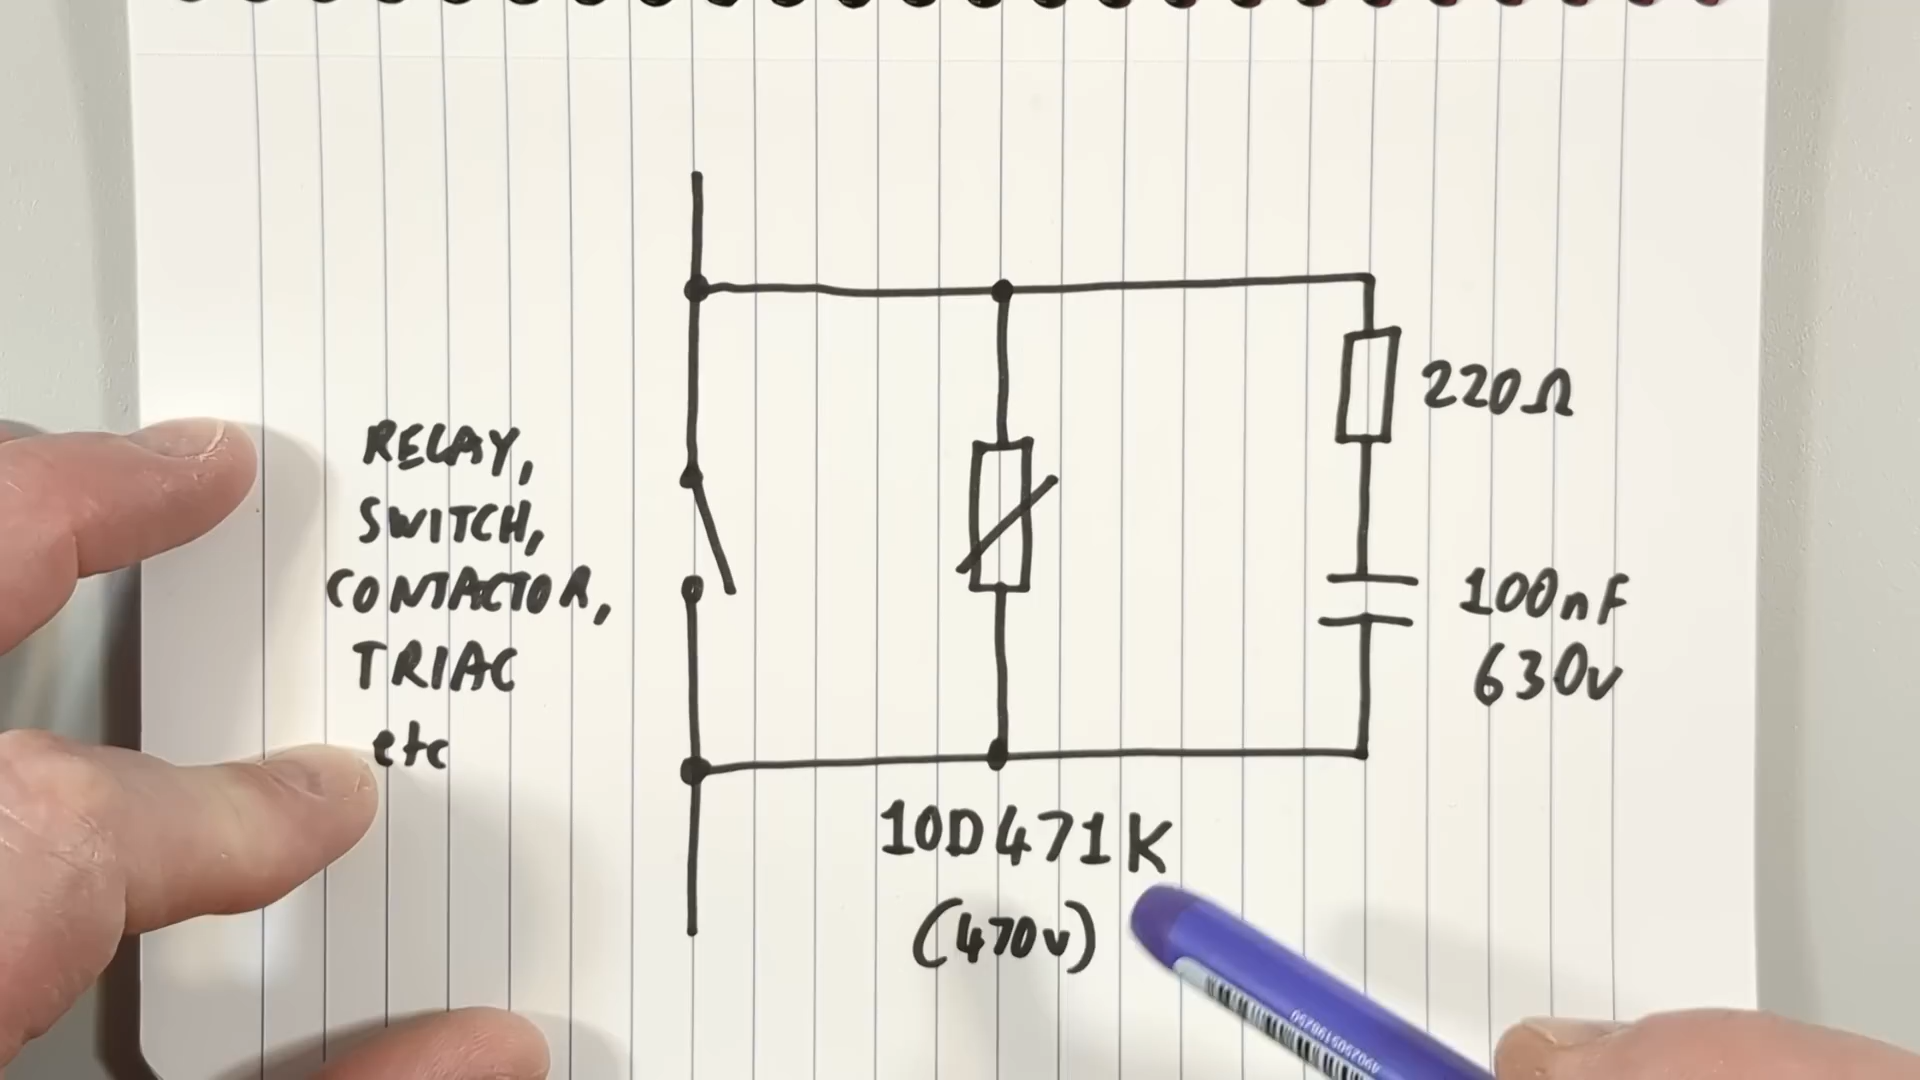 RELAY,
SWITCH,
CONTACTOR,
TRIAC
etc
220Ω
100nF
630v
10D471K
(470v)